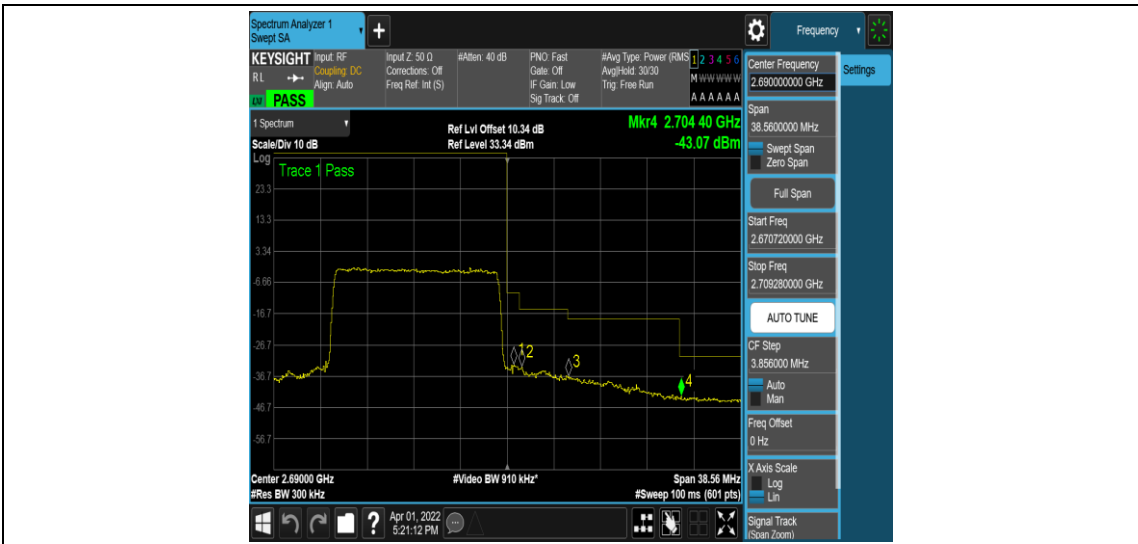 Spectrum Analyzer 1
Swept SA
Frequency
KEYSIGHT
RL
PASS
Input: RF
Coupling: DC
Align: Auto
Input Z: 50 Ω
Corrections: Off
Freq Ref: Int (S)
#Atten: 40 dB
PNO: Fast
Gate: Off
IF Gain: Low
Sig Track: Off
#Avg Type: Power (RMS
Avg|Hold: 30/30
Trig: Free Run
1 2 3 4 5 6
M W W W W W
A A A A A A
Center Frequency
2.690000000 GHz
Settings
Span
38.5600000 MHz
Swept Span
Zero Span
Full Span
Start Freq
2.670720000 GHz
Stop Freq
2.709280000 GHz
AUTO TUNE
CF Step
3.856000 MHz
Auto
Man
Freq Offset
0 Hz
X Axis Scale
Log
Lin
Signal Track
(Span Zoom)
1 Spectrum
Scale/Div 10 dB
Ref Lvl Offset 10.34 dB
Ref Level 33.34 dBm
Mkr4 2.704 40 GHz
-43.07 dBm
Log
Trace 1 Pass
23.3
13.3
3.34
-6.66
-16.7
-26.7
-36.7
-46.7
-56.7
1
2
3
4
Center 2.69000 GHz
#Res BW 300 kHz
#Video BW 910 kHz*
Span 38.56 MHz
#Sweep 100 ms (601 pts)
?
Apr 01, 2022
5:21:12 PM